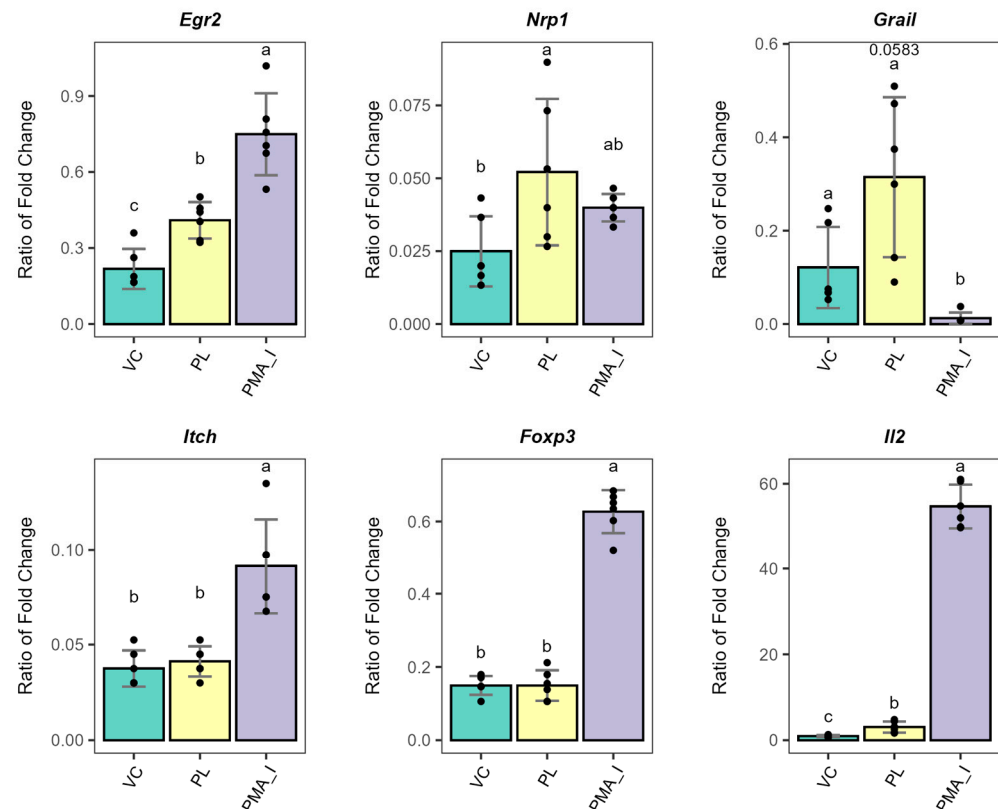 Egr2
Nrp1
Grail
Ratio of Fold Change
0.9
0.6
0.3
0.0
c
b
a
VC
PL
PMA_I
Ratio of Fold Change
0.075
0.050
0.025
0.000
b
a
ab
VC
PL
PMA_I
Ratio of Fold Change
0.6
0.4
0.2
0.0
0.0583
a
a
b
VC
PL
PMA_I
Itch
Foxp3
Il2
Ratio of Fold Change
0.10
0.05
0.00
b
b
a
VC
PL
PMA_I
Ratio of Fold Change
0.6
0.4
0.2
0.0
b
b
a
VC
PL
PMA_I
Ratio of Fold Change
60
40
20
0
c
b
a
VC
PL
PMA_I